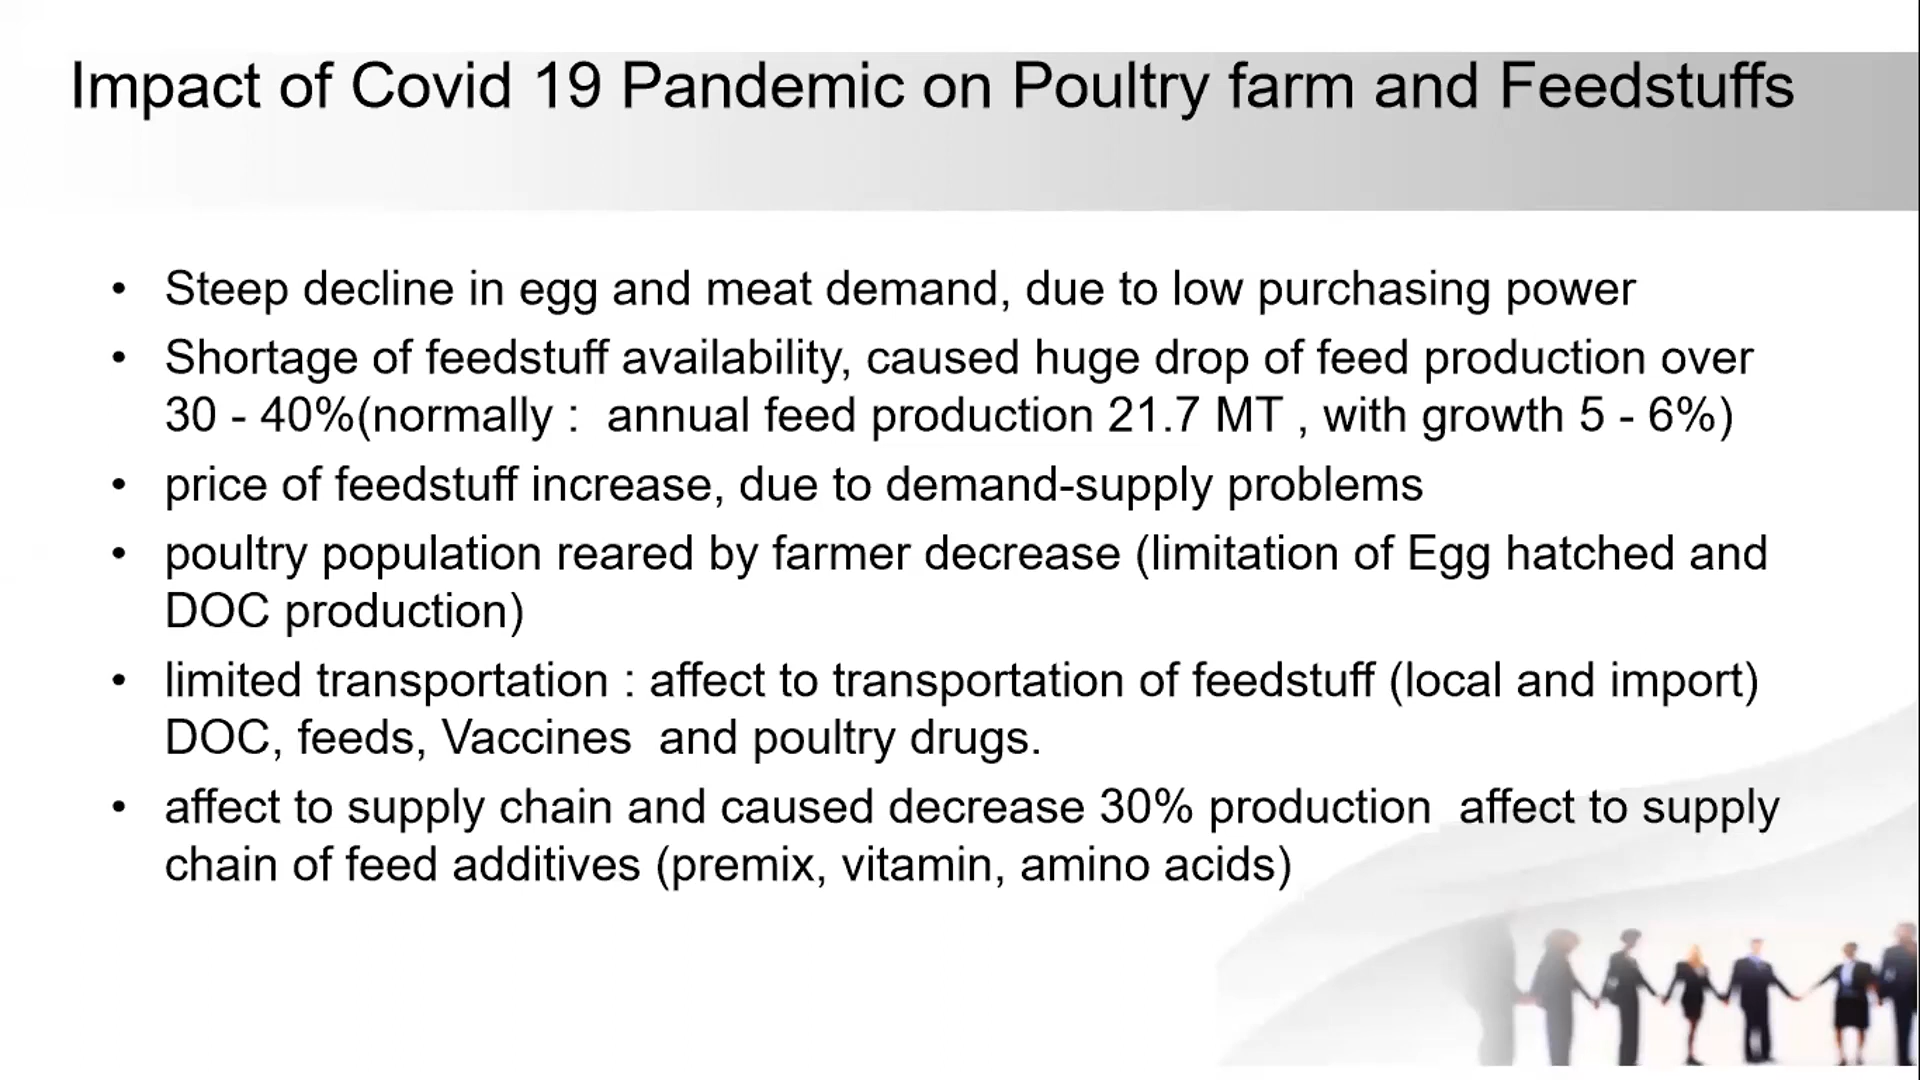 Impact of Covid 19 Pandemic on Poultry farm and Feedstuffs
• Steep decline in egg and meat demand, due to low purchasing power
• Shortage of feedstuff availability, caused huge drop of feed production over
30 - 40%(normally :  annual feed production 21.7 MT , with growth 5 - 6%)
• price of feedstuff increase, due to demand-supply problems
• poultry population reared by farmer decrease (limitation of Egg hatched and
DOC production)
• limited transportation : affect to transportation of feedstuff (local and import)
DOC, feeds, Vaccines  and poultry drugs.
• affect to supply chain and caused decrease 30% production  affect to supply
chain of feed additives (premix, vitamin, amino acids)